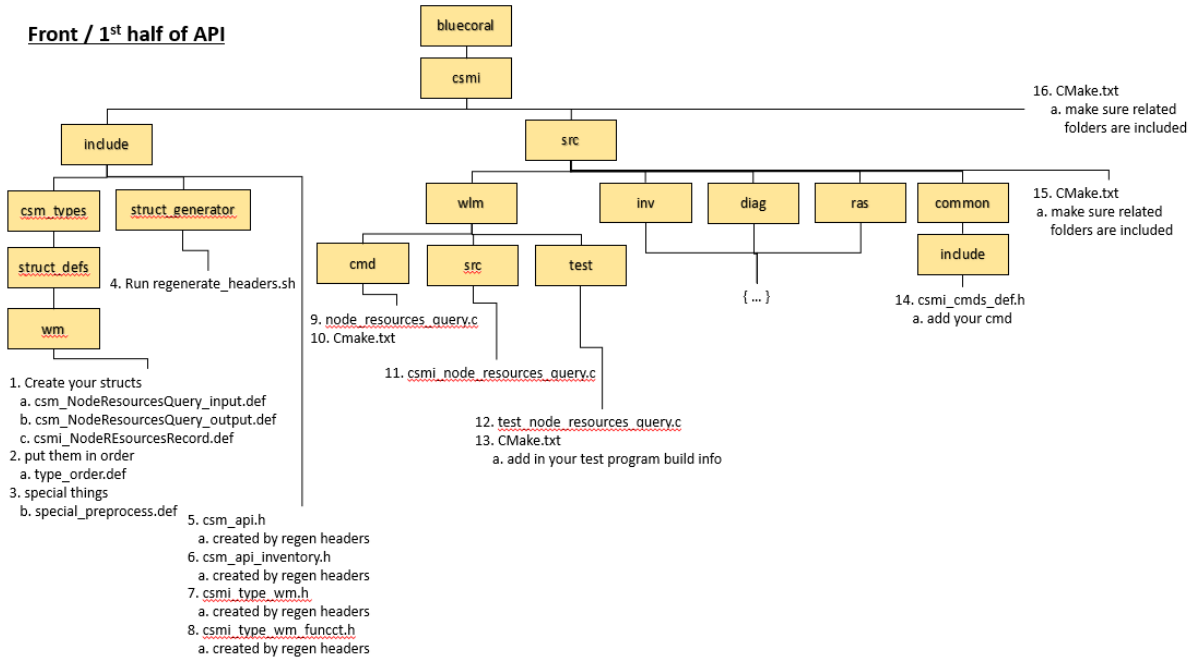 Front / 1st half of API
bluecoral
csmi
16. CMake.txt
a. make sure related
folders are included
include
src
csm_types
struct_generator
wlm
inv
diag
ras
common
15. CMake.txt
a. make sure related
folders are included
struct_defs
4. Run regenerate_headers.sh
cmd
src
test
include
wm
{ ... }
9. node_resources_query.c
10. Cmake.txt
14. csmi_cmds_def.h
a. add your cmd
11. csmi_node_resources_query.c
1. Create your structs
a. csm_NodeResourcesQuery_input.def
b. csm_NodeResourcesQuery_output.def
c. csmi_NodeREsourcesRecord.def
2. put them in order
a. type_order.def
3. special things
b. special_preprocess.def
12. test_node_resources_query.c
13. CMake.txt
a. add in your test program build info
5. csm_api.h
a. created by regen headers
6. csm_api_inventory.h
a. created by regen headers
7. csmi_type_wm.h
a. created by regen headers
8. csmi_type_wm_funcct.h
a. created by regen headers